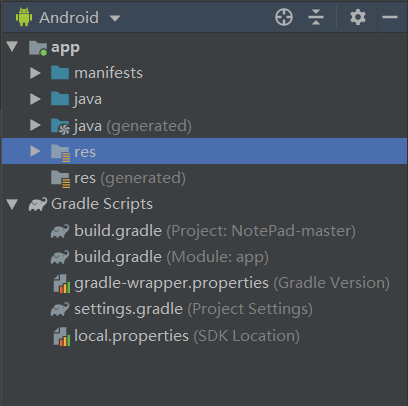 Android
app
manifests
java
java (generated)
res
res (generated)
Gradle Scripts
build.gradle (Project: NotePad-master)
build.gradle (Module: app)
gradle-wrapper.properties (Gradle Version)
settings.gradle (Project Settings)
local.properties (SDK Location)